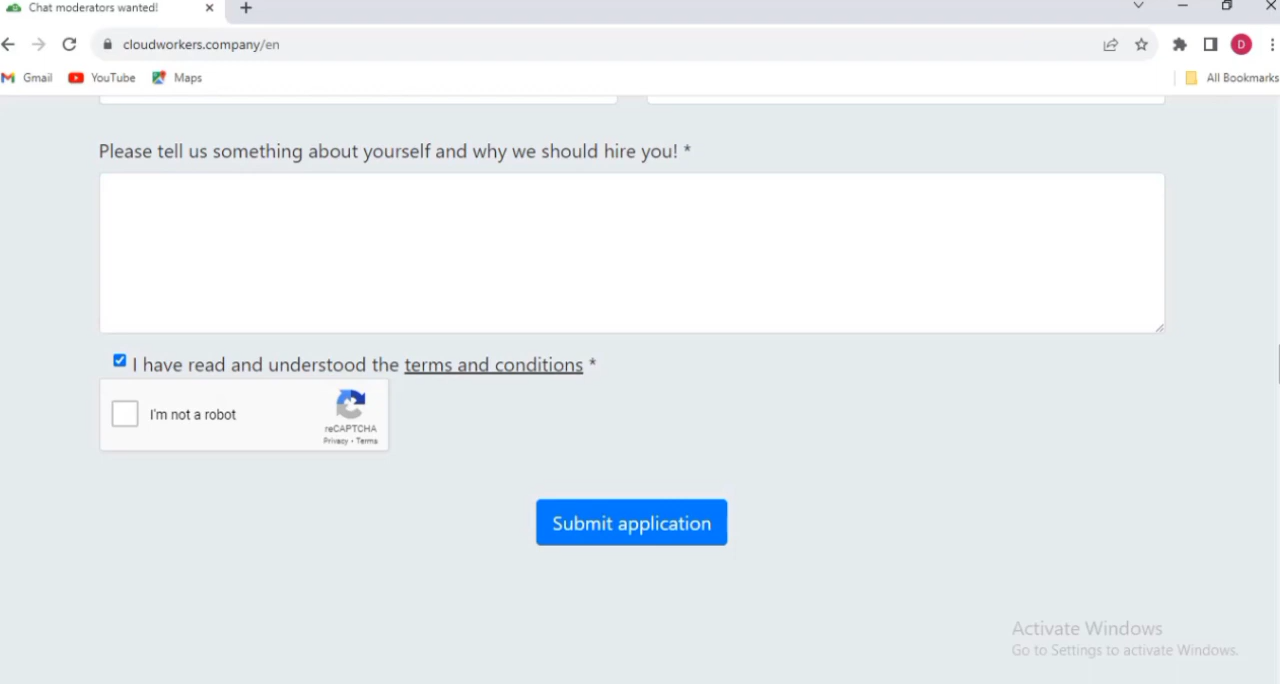 Chat moderators wanted!
cloudworkers.company/en
D
Gmail
YouTube
Maps
All Bookmarks
Please tell us something about yourself and why we should hire you! *
I have read and understood the terms and conditions *
I'm not a robot
reCAPTCHA
Privacy - Terms
Submit application
Activate Windows
Go to Settings to activate Windows.